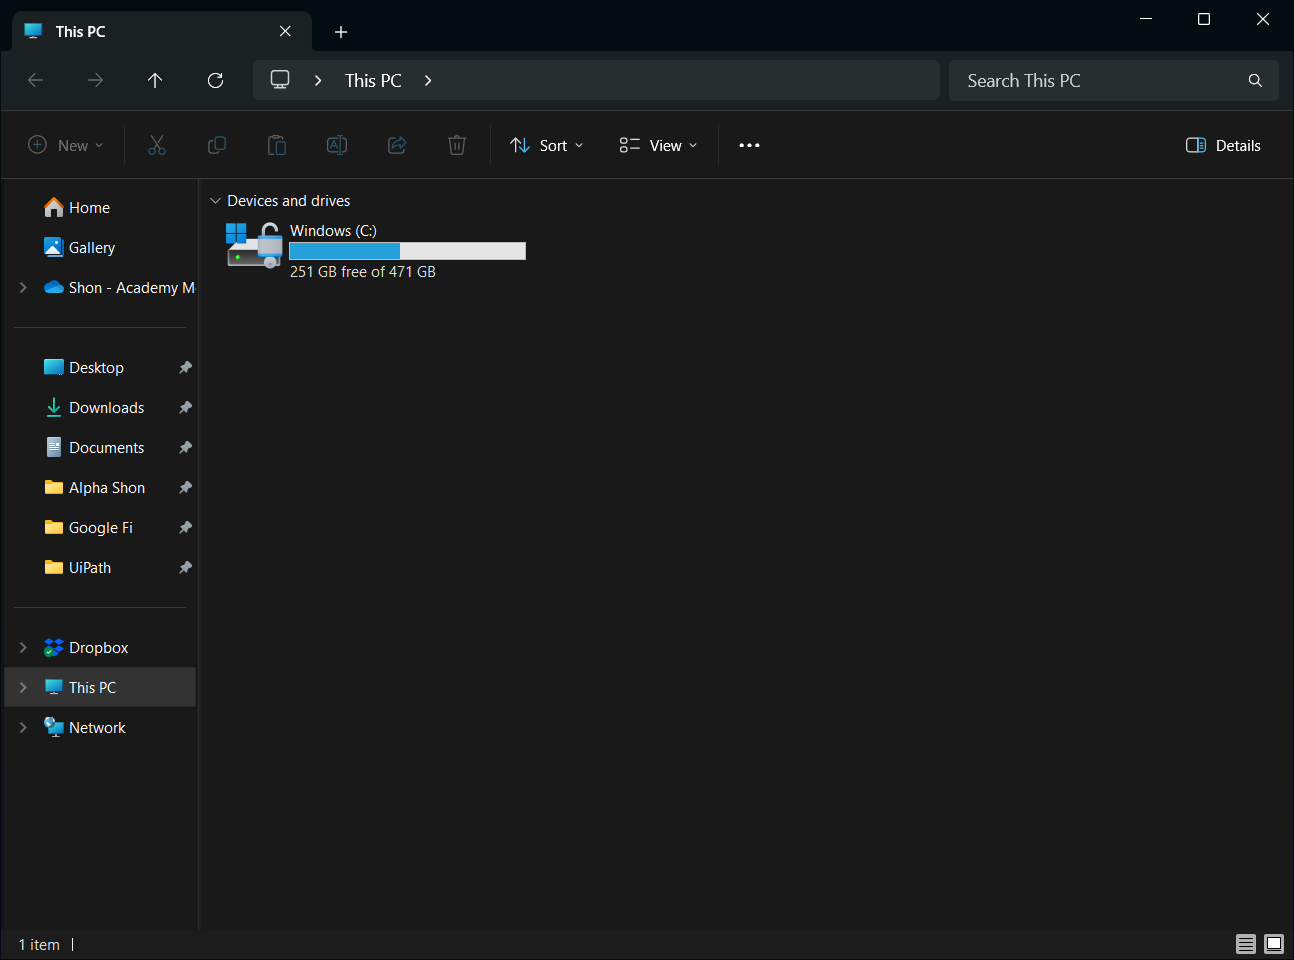 This PC
This PC
Search This PC
New
Sort
View
Details
Home
Gallery
Shon - Academy M
Desktop
Downloads
Documents
Alpha Shon
Google Fi
UiPath
Dropbox
This PC
Network
Devices and drives
Windows (C:)
251 GB free of 471 GB
1 item